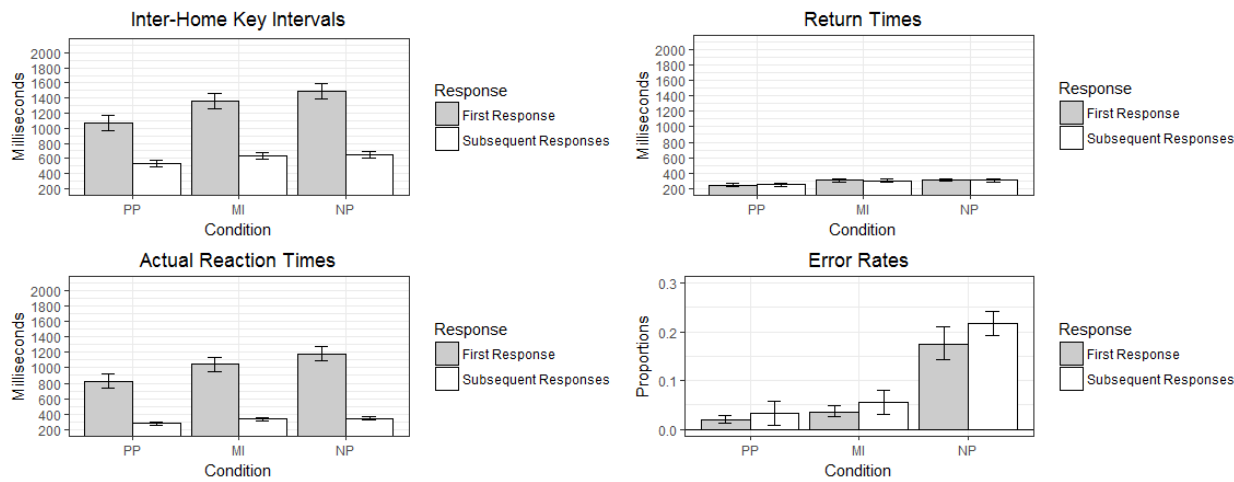 Inter-Home Key Intervals
Milliseconds
2000
1800
1600
1400
1200
1000
800
600
400
200
PP MI NP
Condition
Response
First Response
Subsequent Responses
Return Times
Milliseconds
2000
1800
1600
1400
1200
1000
800
600
400
200
PP MI NP
Condition
Response
First Response
Subsequent Responses
Actual Reaction Times
Milliseconds
2000
1800
1600
1400
1200
1000
800
600
400
200
PP MI NP
Condition
Response
First Response
Subsequent Responses
Error Rates
Proportions
0.3
0.2
0.1
0.0
PP MI NP
Condition
Response
First Response
Subsequent Responses